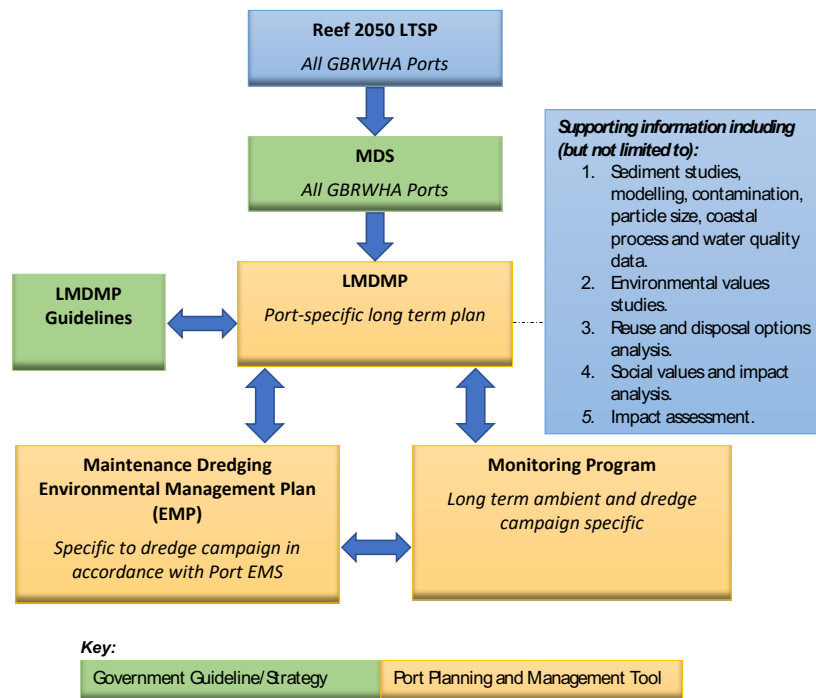 Reef 2050 LTSP
All GBRWHA Ports
MDS
All GBRWHA Ports
Supporting information including
(but not limited to):
1. Sediment studies,
modelling, contamination,
particle size, coastal
process and water quality
data.
2. Environmental values
studies.
3. Reuse and disposal options
analysis.
4. Social values and impact
analysis.
5. Impact assessment.
LMDMP
Guidelines
LMDMP
Port-specific long term plan
Maintenance Dredging
Environmental Management Plan
(EMP)
Specific to dredge campaign in
accordance with Port EMS
Monitoring Program
Long term ambient and dredge
campaign specific
Key:
Government Guideline/Strategy
Port Planning and Management Tool